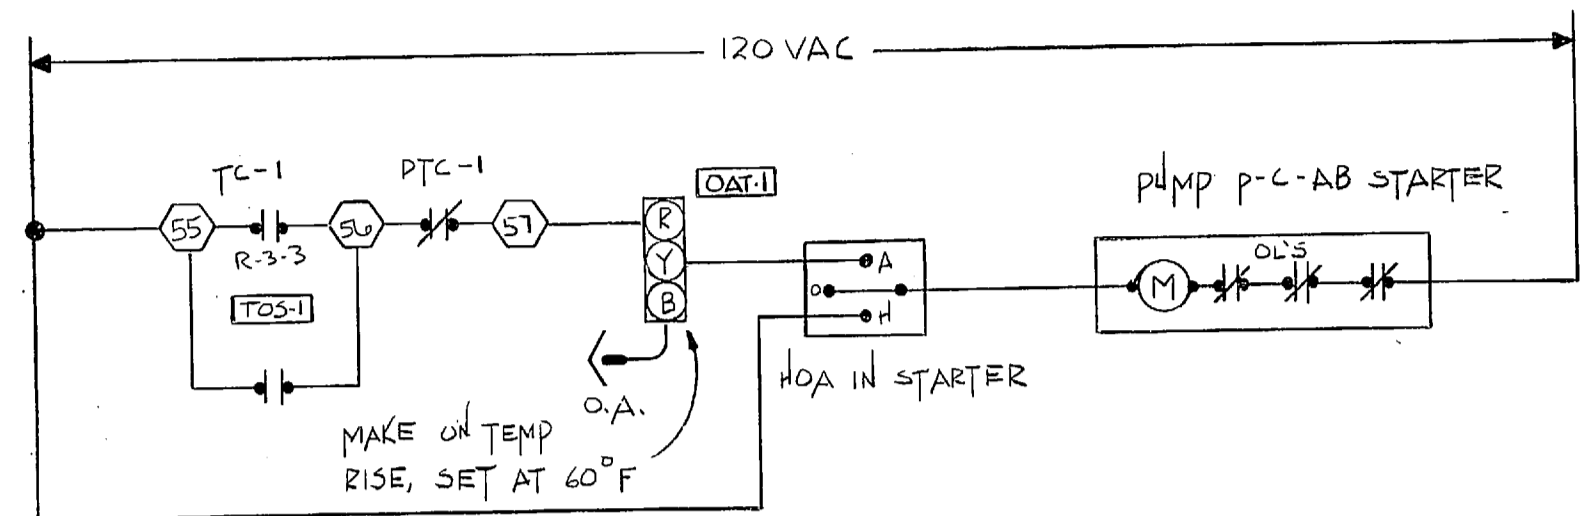 120 VAC
TC-1
PTC-1
OAT-1
PUMP P-C-AB STARTER
55
56
57
R
Y
B
R-3-3
TOS-1
A
O
H
M
OL'S
HOA IN STARTER
O.A.
MAKE ON TEMP
RISE, SET AT 60°F